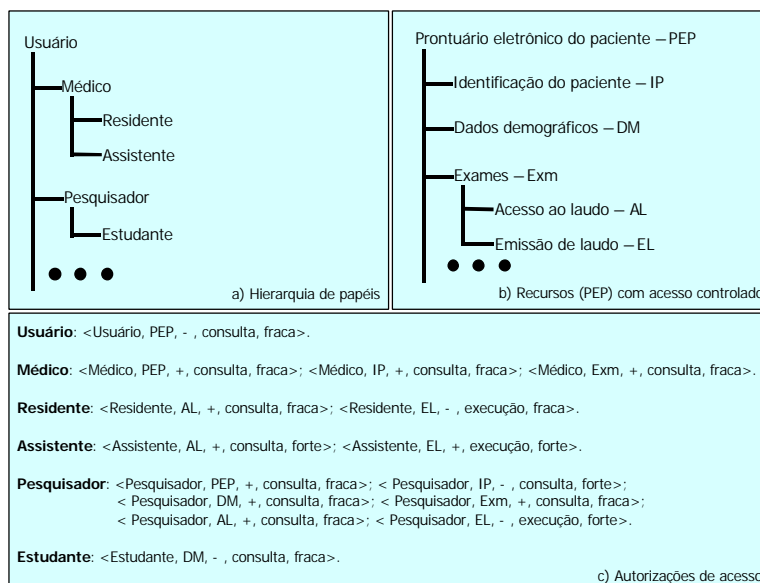 Usuário
Médico
Residente
Assistente
Pesquisador
Estudante
a) Hierarquia de papéis
Prontuário eletrônico do paciente – PEP
Identificação do paciente – IP
Dados demográficos – DM
Exames – Exm
Acesso ao laudo – AL
Emissão de laudo – EL
b) Recursos (PEP) com acesso controlado
Usuário: <Usuário, PEP, - , consulta, fraca>.
Médico: <Médico, PEP, +, consulta, fraca>; <Médico, IP, +, consulta, fraca>; <Médico, Exm, +, consulta, fraca>.
Residente: <Residente, AL, +, consulta, fraca>; <Residente, EL, - , execução, fraca>.
Assistente: <Assistente, AL, +, consulta, forte>; <Assistente, EL, +, execução, forte>.
Pesquisador: <Pesquisador, PEP, +, consulta, fraca>; < Pesquisador, IP, - , consulta, forte>;
< Pesquisador, DM, +, consulta, fraca>; < Pesquisador, Exm, +, consulta, fraca>;
< Pesquisador, AL, +, consulta, fraca>; < Pesquisador, EL, - , execução, forte>.
Estudante: <Estudante, DM, - , consulta, fraca>.
c) Autorizações de acesso